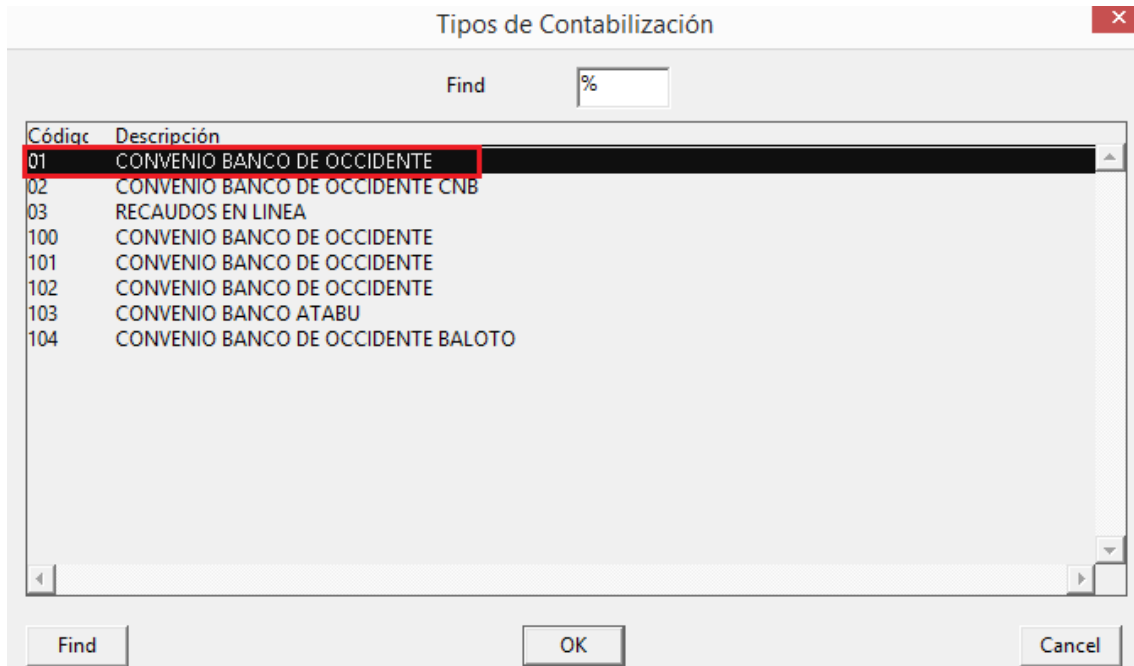 Tipos de Contabilización
Find %
Códigc Descripción
01 CONVENIO BANCO DE OCCIDENTE
02 CONVENIO BANCO DE OCCIDENTE CNB
03 RECAUDOS EN LINEA
100 CONVENIO BANCO DE OCCIDENTE
101 CONVENIO BANCO DE OCCIDENTE
102 CONVENIO BANCO DE OCCIDENTE
103 CONVENIO BANCO ATABU
104 CONVENIO BANCO DE OCCIDENTE BALOTO
Find OK Cancel